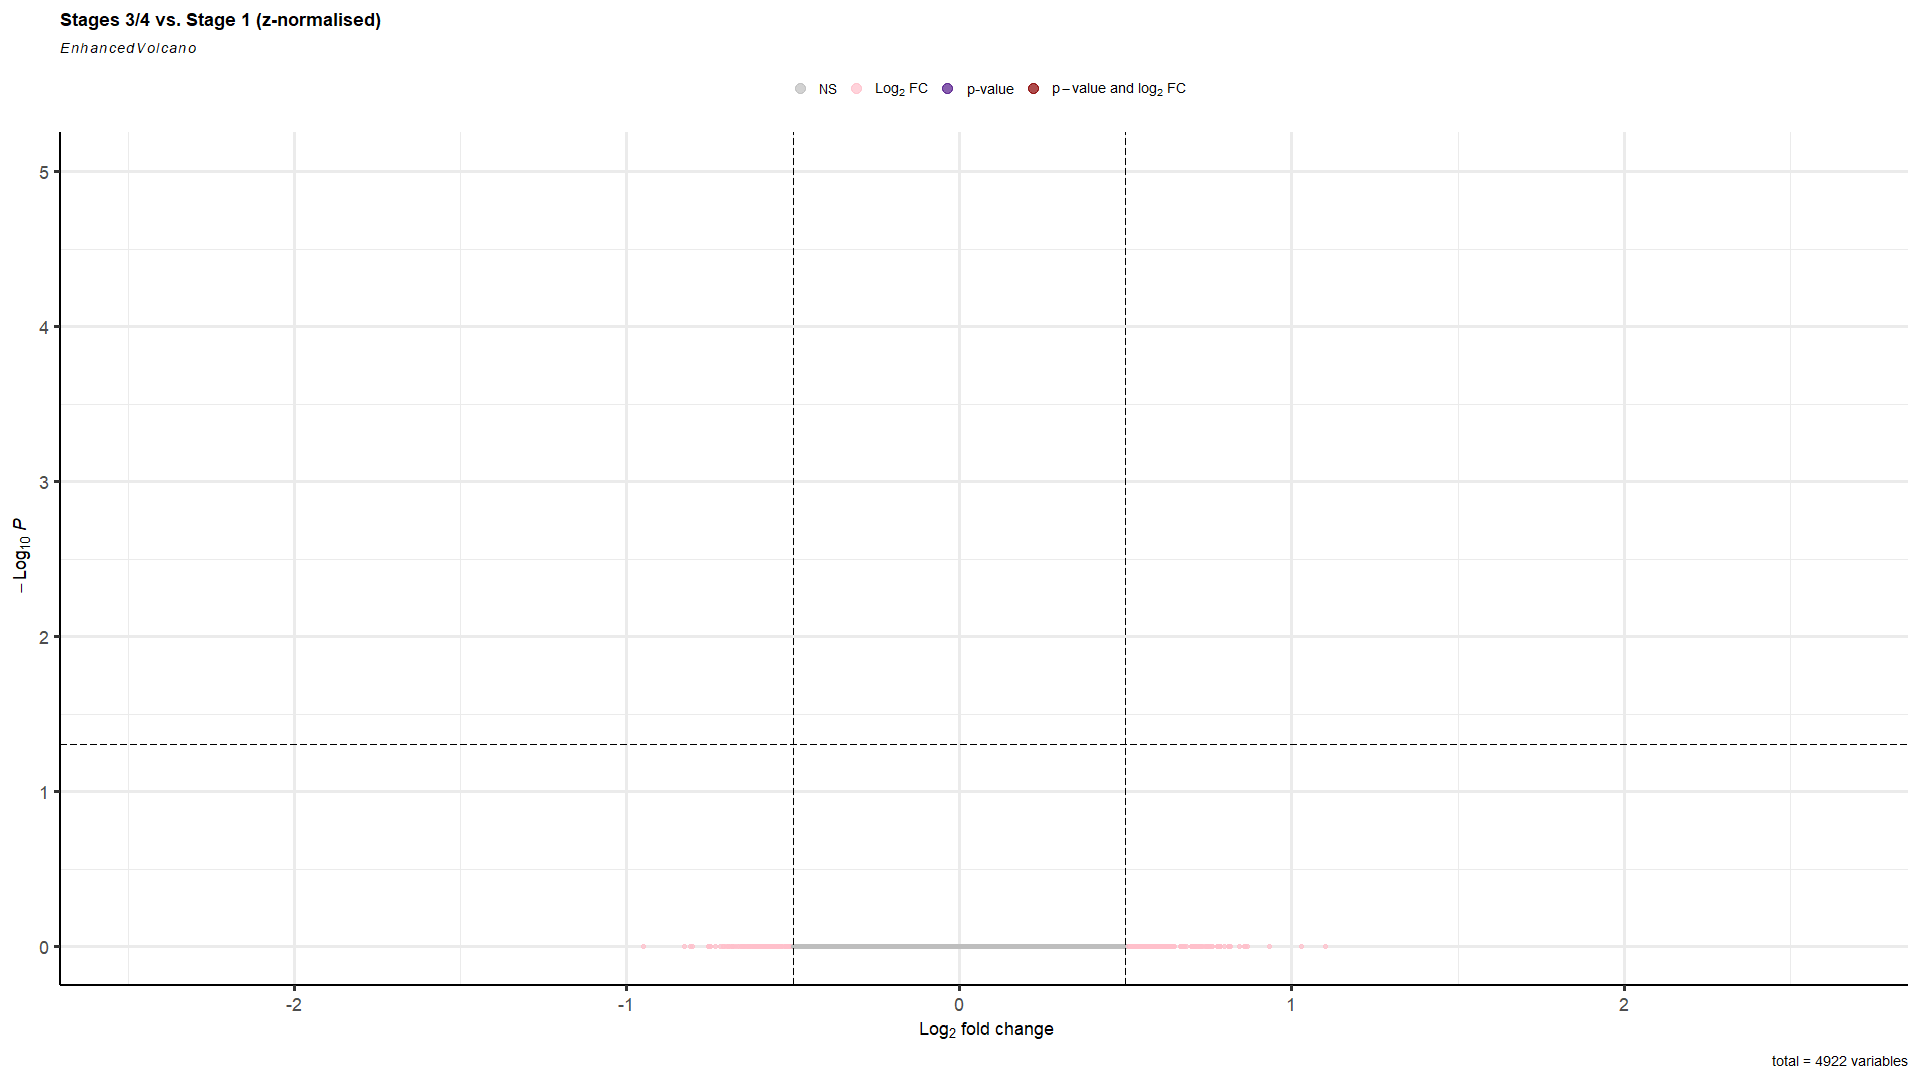 Stages 3/4 vs. Stage 1 (z-normalised)
EnhancedVolcano
NS Log₂ FC p-value p−value and log₂ FC
5
4
3
2
1
0
−Log₁₀ P
-2 -1 0 1 2
Log₂ fold change
total = 4922 variables